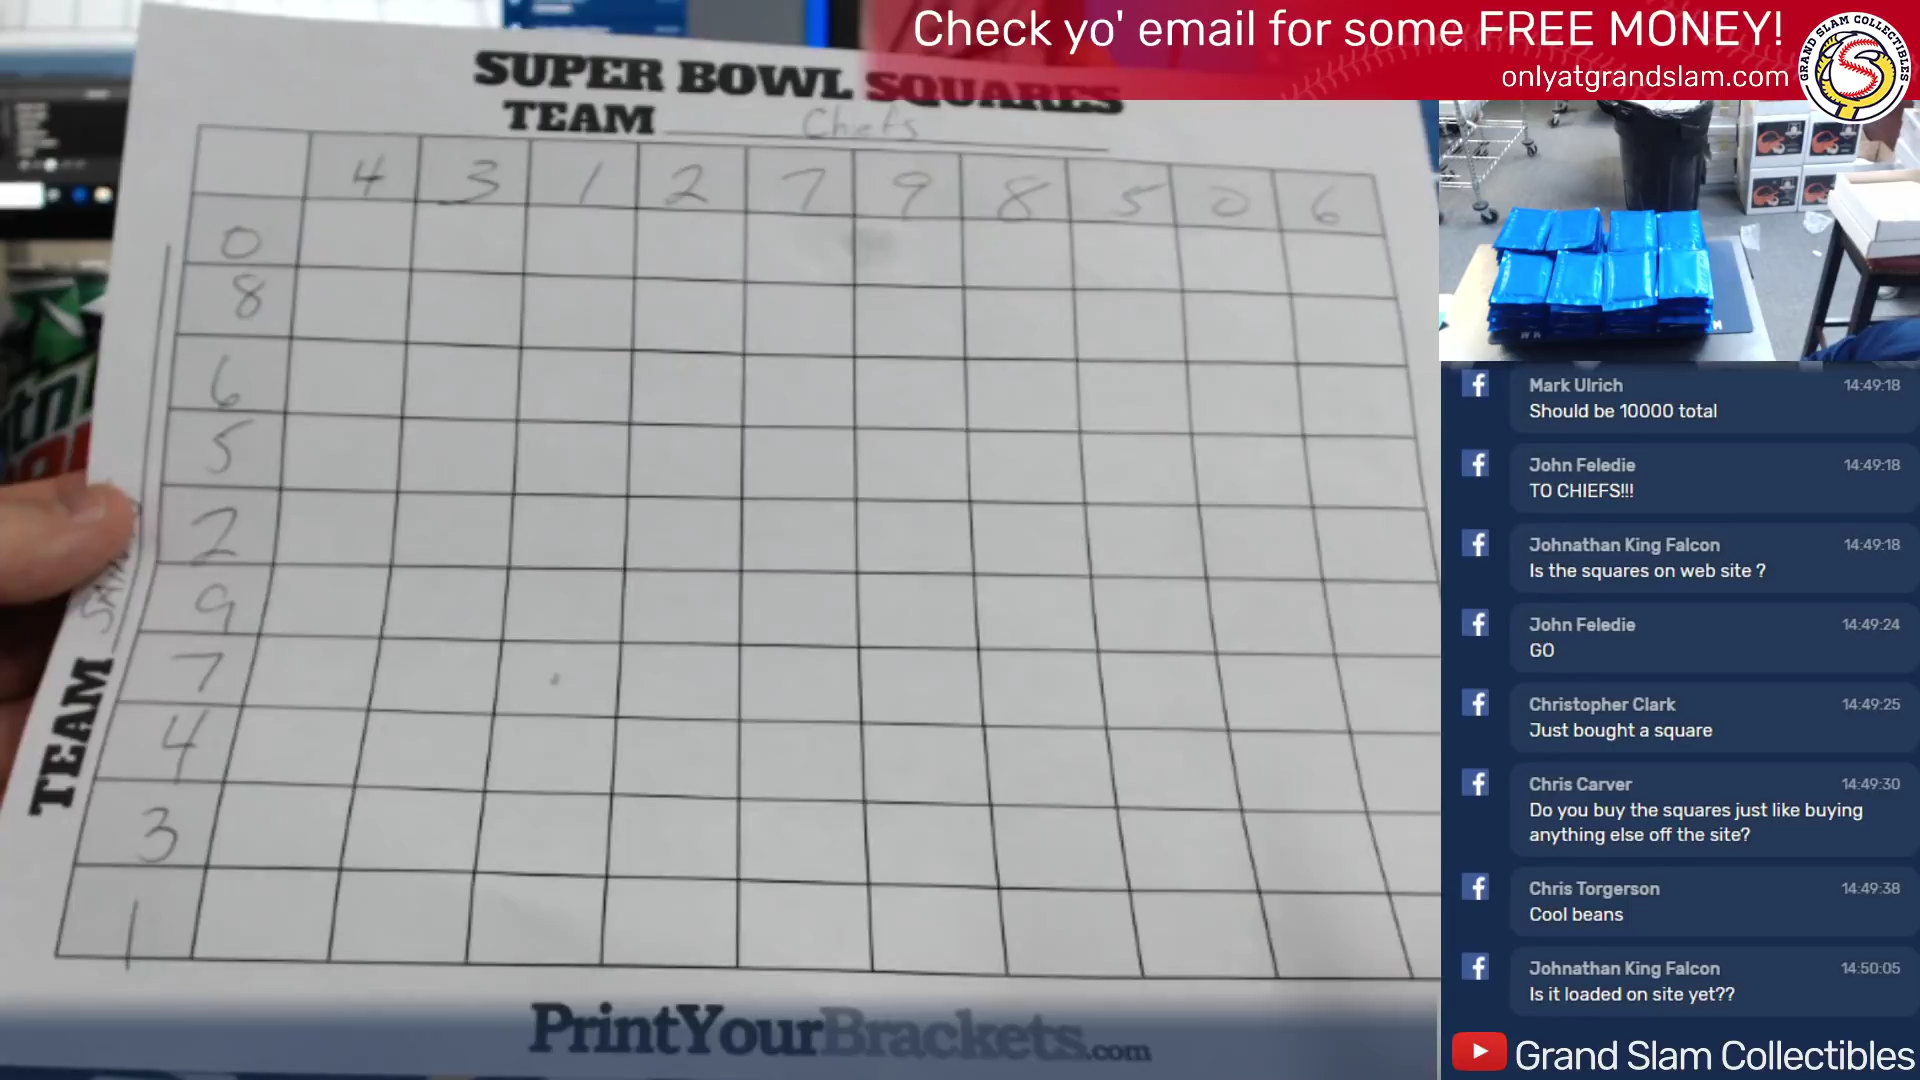 Check yo' email for some FREE MONEY!
onlyatgrandslam.com
GRAND SLAM COLLECTIBLES
SUPER BOWL SQUARES
TEAM Chefs
4 3 1 2 7 9 8 5 0 6
0
8
6
5
2
9
7
4
3
1
TEAM
PrintYourBrackets.com
Mark Ulrich 14:49:18
Should be 10000 total
John Feledie 14:49:18
TO CHIEFS!!!
Johnathan King Falcon 14:49:18
Is the squares on web site ?
John Feledie 14:49:24
GO
Christopher Clark 14:49:25
Just bought a square
Chris Carver 14:49:30
Do you buy the squares just like buying
anything else off the site?
Chris Torgerson 14:49:38
Cool beans
Johnathan King Falcon 14:50:05
Is it loaded on site yet??
Grand Slam Collectibles